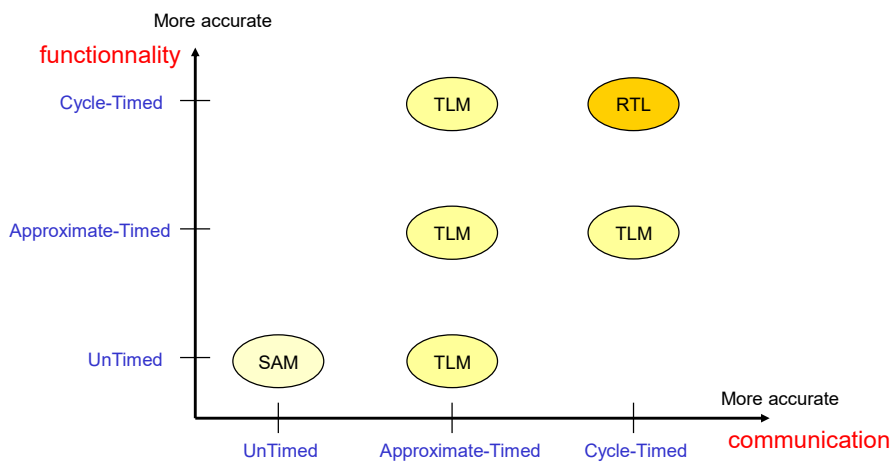 More accurate
functionnality
Cycle-Timed
TLM
RTL
Approximate-Timed
TLM
TLM
UnTimed
SAM
TLM
More accurate
communication
UnTimed
Approximate-Timed
Cycle-Timed